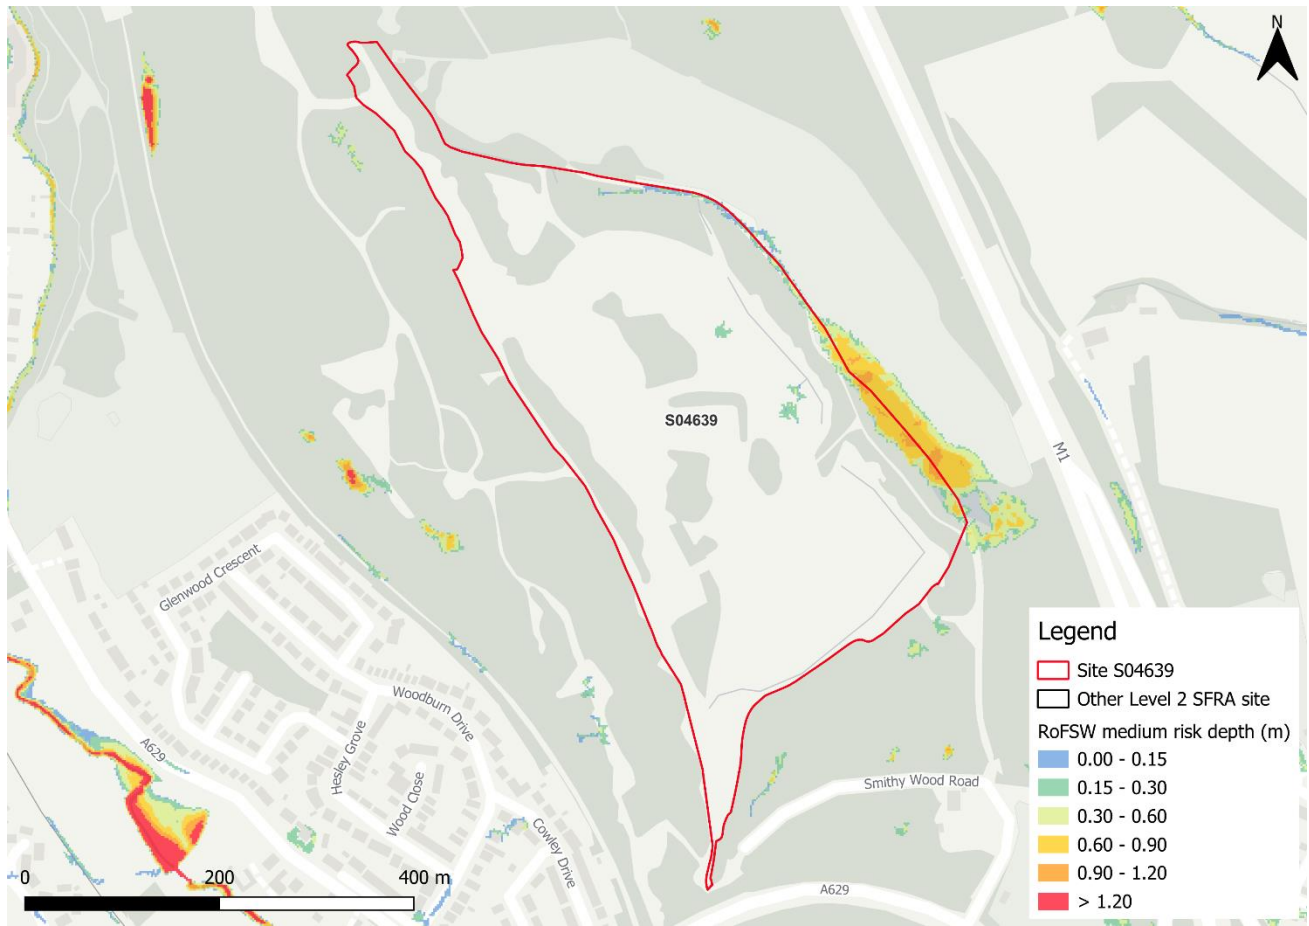 N
S04639
M1
Glenwood Crescent
Woodburn Drive
Hesley Grove
Wood Close
Cowley Drive
A629
Smithy Wood Road
A629
0 200 400 m
Legend
Site S04639
Other Level 2 SFRA site
RoFSW medium risk depth (m)
0.00 - 0.15
0.15 - 0.30
0.30 - 0.60
0.60 - 0.90
0.90 - 1.20
> 1.20